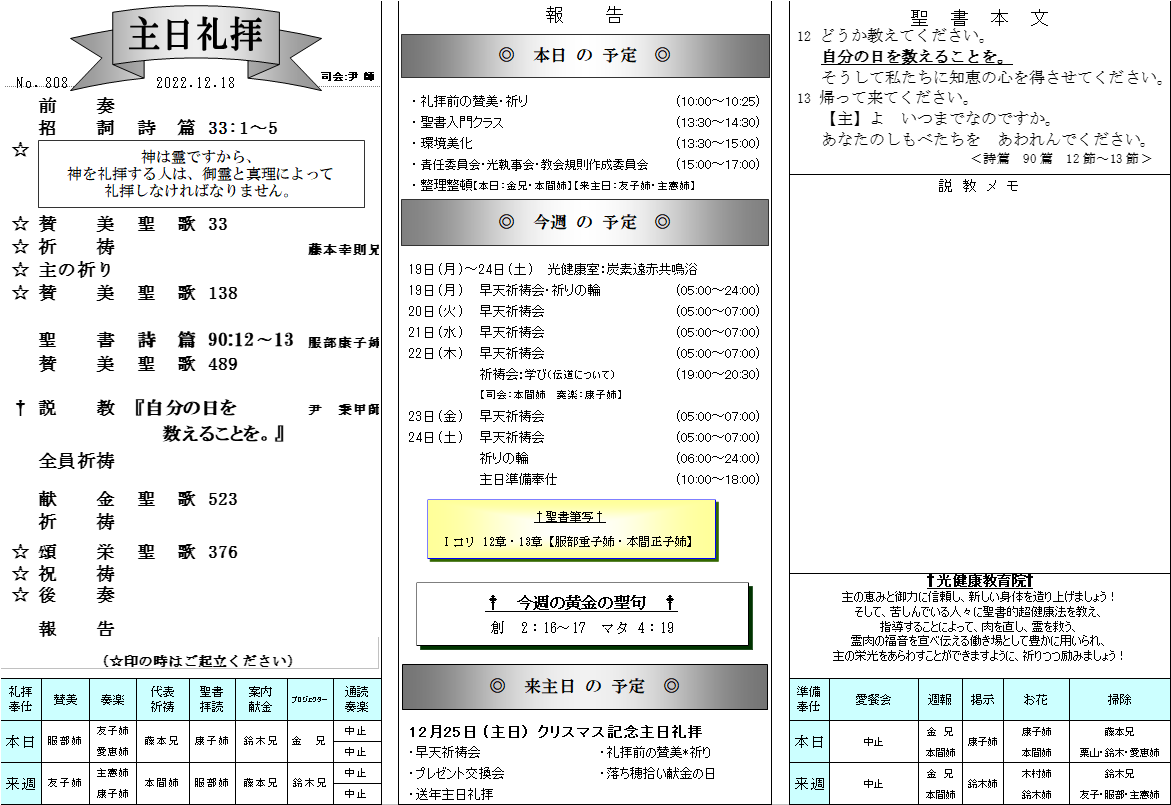 主日礼拝
No. 808
2022.12.18
司会:尹 師
前 奏
招 詞 詩 篇 33:1～5
☆
神は霊ですから、
神を礼拝する人は、御霊と真理によって
礼拝しなければなりません。
☆ 賛 美 聖 歌 33
☆ 祈 祷 藤本幸則兄
☆ 主の祈り
☆ 賛 美 聖 歌 138
聖 書 詩 篇 90:12～13 服部康子姉
賛 美 聖 歌 489
† 説 教 『自分の日を 尹 秉甲師
数えることを。』
全員祈祷
献 金 聖 歌 523
祈 祷
☆ 頌 栄 聖 歌 376
☆ 祝 祷
☆ 後 奏
報 告
(☆印の時はご起立ください)
礼拝奉仕 賛美 奏楽 代表祈祷 聖書拝読 案内献金 プロジェクター 通読奏楽
本日 服部姉 友子姉 愛恵姉 藤本兄 康子姉 鈴木兄 金 兄 中止 中止
来週 友子姉 主憲姉 康子姉 本間姉 服部姉 藤本兄 鈴木兄 中止 中止
報 告
◎ 本日 の 予定 ◎
・礼拝前の賛美・祈り (10:00～10:25)
・聖書入門クラス (13:30～14:30)
・環境美化 (13:30～15:00)
・責任委員会・光執事会・教会規則作成委員会 (15:00～17:00)
・整理整頓【本日:金兄・本間姉】【来主日:友子姉・主憲姉】
◎ 今週 の 予定 ◎
19日(月)～24日(土) 光健康室:炭素遠赤共鳴浴
19日(月) 早天祈祷会・祈りの輪 (05:00～24:00)
20日(火) 早天祈祷会 (05:00～07:00)
21日(水) 早天祈祷会 (05:00～07:00)
22日(木) 早天祈祷会 (05:00～07:00)
祈祷会:学び(伝道について) (19:00～20:30)
【司会:本間姉 奏楽:康子姉】
23日(金) 早天祈祷会 (05:00～07:00)
24日(土) 早天祈祷会 (05:00～07:00)
祈りの輪 (06:00～24:00)
主日準備奉仕 (10:00～18:00)
†聖書筆写†
Ⅰコリ 12章・13章【服部重子姉・本間正子姉】
† 今週の黄金の聖句 †
創 2:16～17 マタ 4:19
◎ 来主日 の 予定 ◎
12月25日(主日) クリスマス記念主日礼拝
・早天祈祷会 ・礼拝前の賛美*祈り
・プレゼント交換会 ・落ち穂拾い献金の日
・送年主日礼拝
聖 書 本 文
12 どうか教えてください。
自分の日を数えることを。
そうして私たちに知恵の心を得させてください。
13 帰って来てください。
【主】よ いつまでなのですか。
あなたのしもべたちを あわれんでください。
＜詩篇 90篇 12節～13節＞
説 教 メ モ
†光健康教育院†
主の恵みと御力に信頼し、新しい身体を造り上げましょう!
そして、苦しんでいる人々に聖書的超健康法を教え、
指導することによって、肉を直し、霊を救う、
霊肉の福音を宣べ伝える働き場として豊かに用いられ、
主の栄光をあらわすことができますように、祈りつつ励みましょう!
準備奉仕 愛餐会 週報 掲示 お花 掃除
本日 中止 金 兄 本間姉 康子姉 康子姉 本間姉 藤本兄 栗山・鈴木・愛恵姉
来週 中止 金 兄 本間姉 鈴木姉 木村姉 鈴木姉 鈴木兄 友子・服部・主憲姉